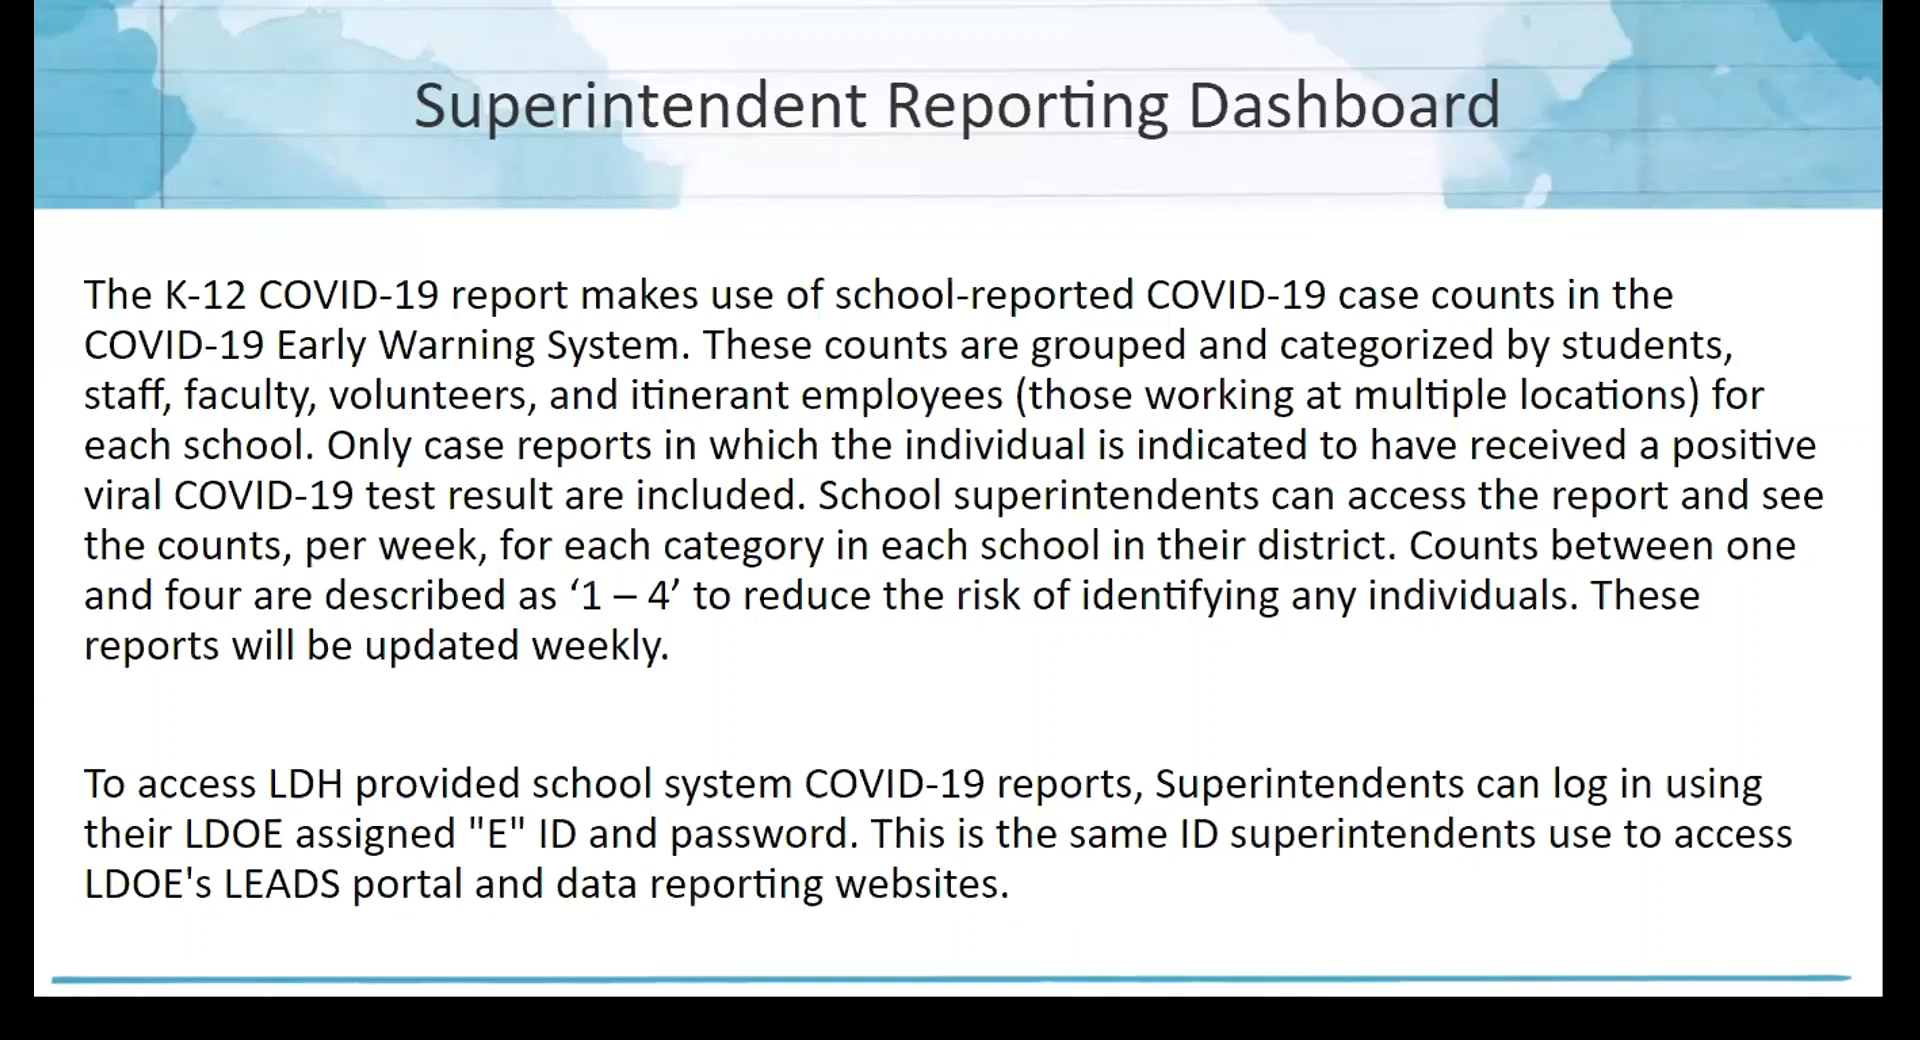 Superintendent Reporting Dashboard
The K-12 COVID-19 report makes use of school-reported COVID-19 case counts in the
COVID-19 Early Warning System. These counts are grouped and categorized by students,
staff, faculty, volunteers, and itinerant employees (those working at multiple locations) for
each school. Only case reports in which the individual is indicated to have received a positive
viral COVID-19 test result are included. School superintendents can access the report and see
the counts, per week, for each category in each school in their district. Counts between one
and four are described as ‘1 – 4’ to reduce the risk of identifying any individuals. These
reports will be updated weekly.
To access LDH provided school system COVID-19 reports, Superintendents can log in using
their LDOE assigned "E" ID and password. This is the same ID superintendents use to access
LDOE's LEADS portal and data reporting websites.